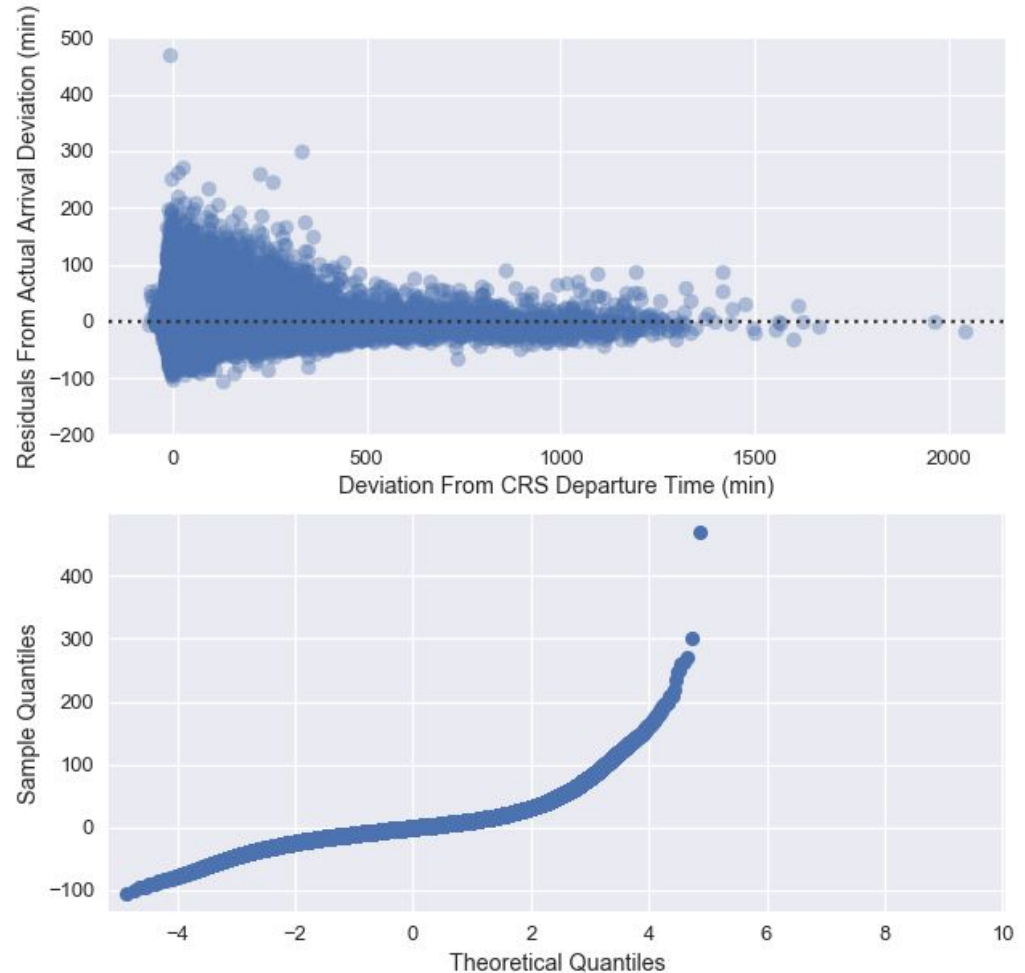 Residuals From Actual Arrival Deviation (min)
500
400
300
200
100
0
−100
−200
0 500 1000 1500 2000
Deviation From CRS Departure Time (min)
Sample Quantiles
400
300
200
100
0
−100
−4 −2 0 2 4 6 8 10
Theoretical Quantiles